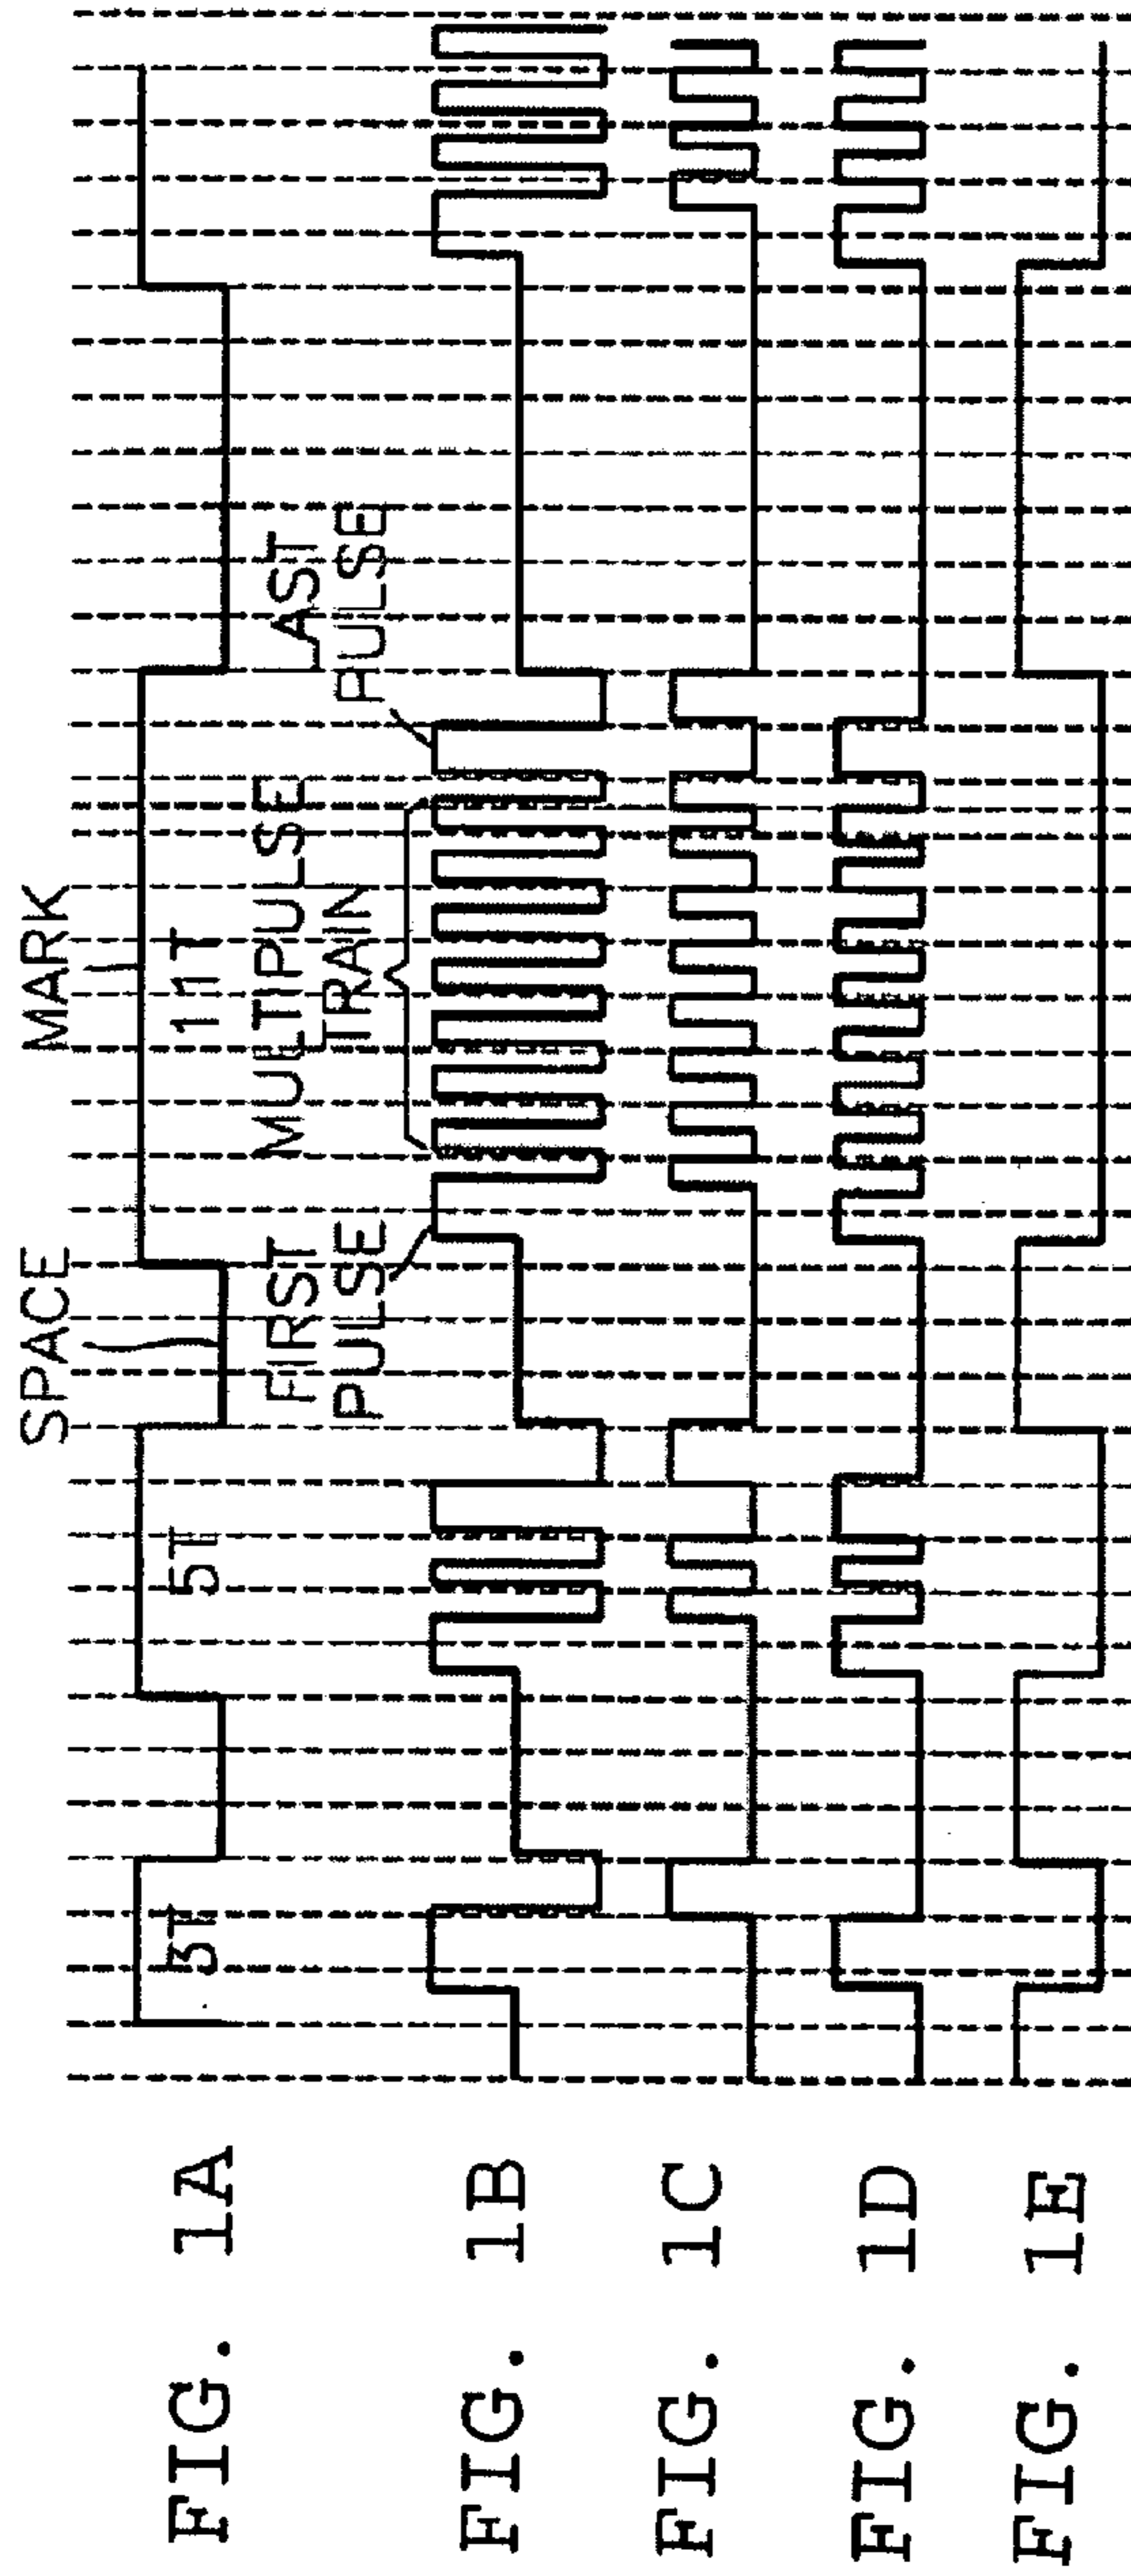 SPACE
MARK
FIG. 1A
3T
5T
11T
FIRST
PULSE
MULTIPULSE
TRAIN
LAST
PULSE
FIG. 1B
FIG. 1C
FIG. 1D
FIG. 1E